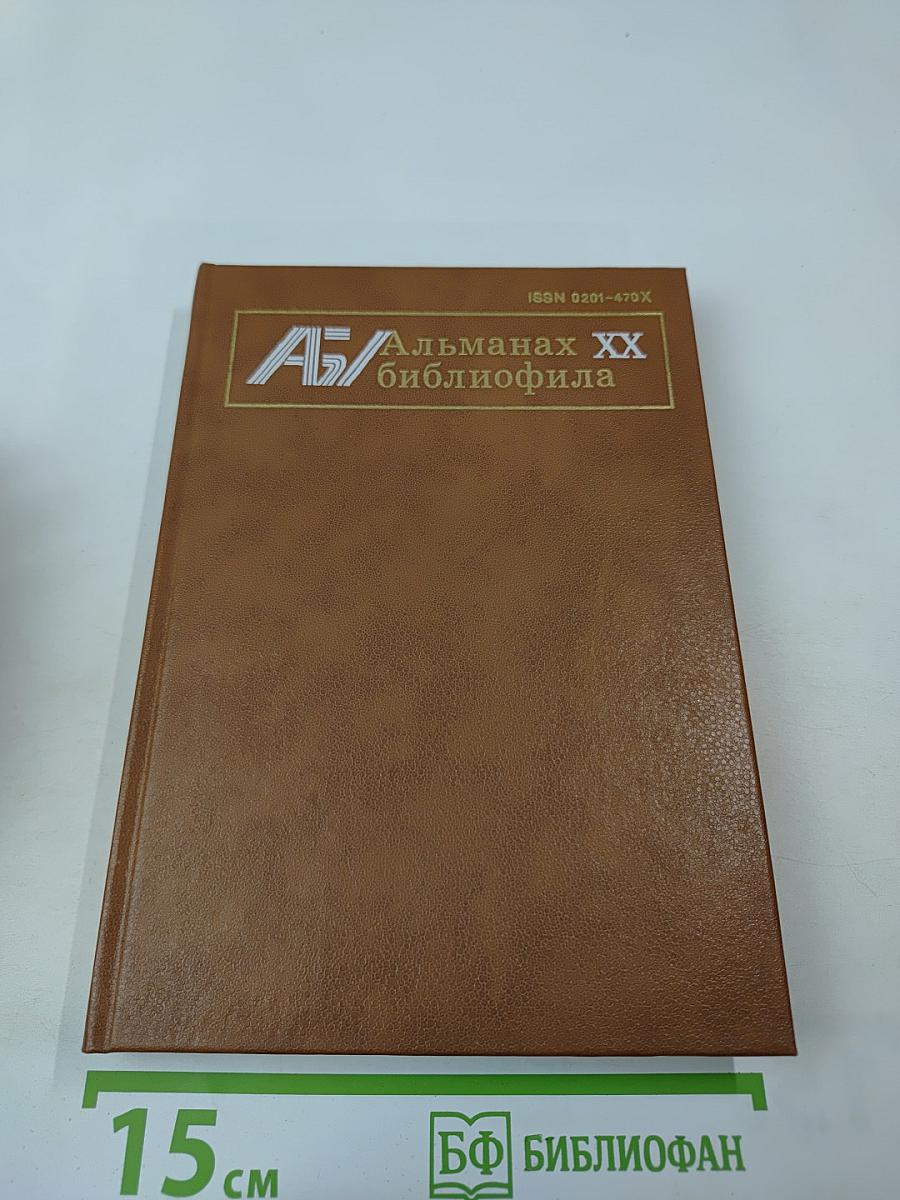 ISSN 0201-470X
АБ Альманах XX
библиофила
15 см
БФ БИБЛИОФАН